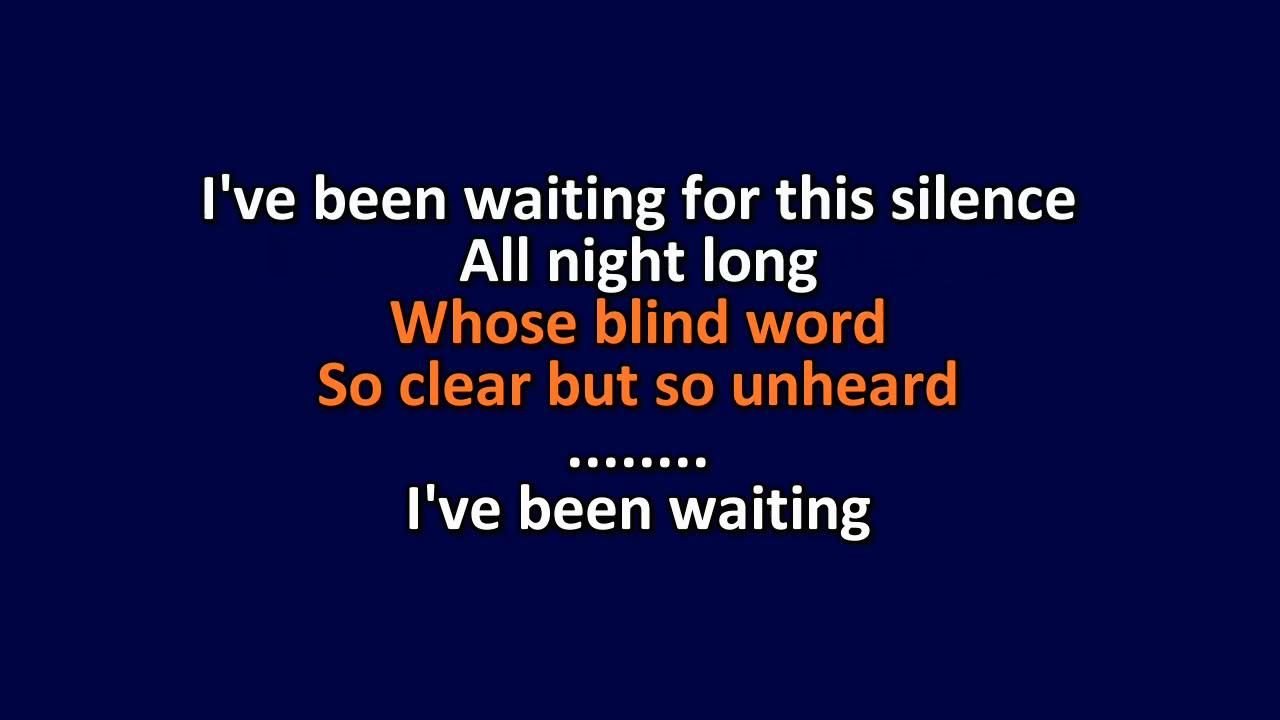 I've been waiting for this silence
All night long
Whose blind word
So clear but so unheard
........
I've been waiting